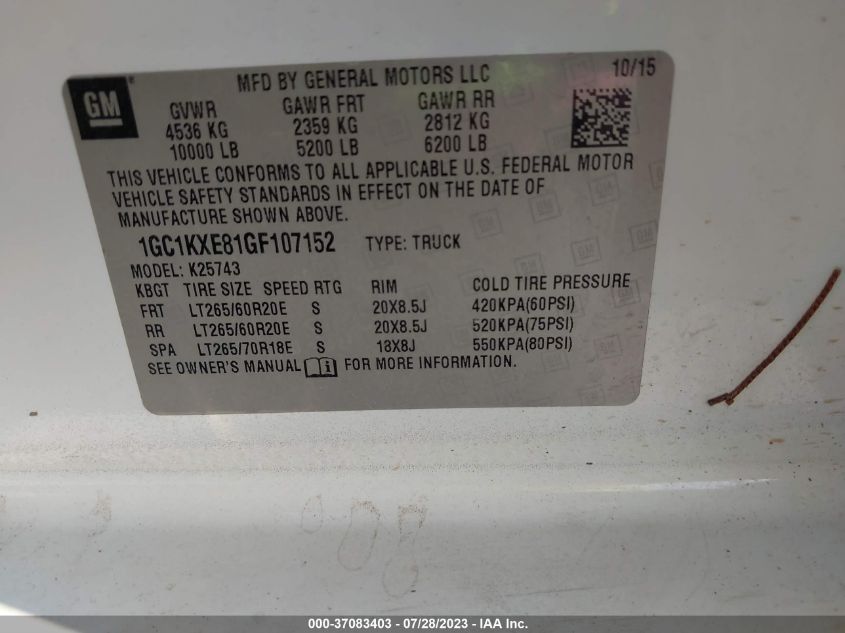 GM
MFD BY GENERAL MOTORS LLC 10/15
GVWR GAWR FRT GAWR RR
4536 KG 2359 KG 2812 KG
10000 LB 5200 LB 6200 LB
THIS VEHICLE CONFORMS TO ALL APPLICABLE U.S. FEDERAL MOTOR
VEHICLE SAFETY STANDARDS IN EFFECT ON THE DATE OF
MANUFACTURE SHOWN ABOVE.
1GC1KXE81GF107152 TYPE: TRUCK
MODEL: K25743
KBGT TIRE SIZE SPEED RTG RIM COLD TIRE PRESSURE
FRT LT265/60R20E S 20X8.5J 420KPA(60PSI)
RR LT265/60R20E S 20X8.5J 520KPA(75PSI)
SPA LT265/70R18E S 18X8J 550KPA(80PSI)
SEE OWNER'S MANUAL FOR MORE INFORMATION.
000-37083403 / 07/28/2023 - Copyright © IAA, LLC.